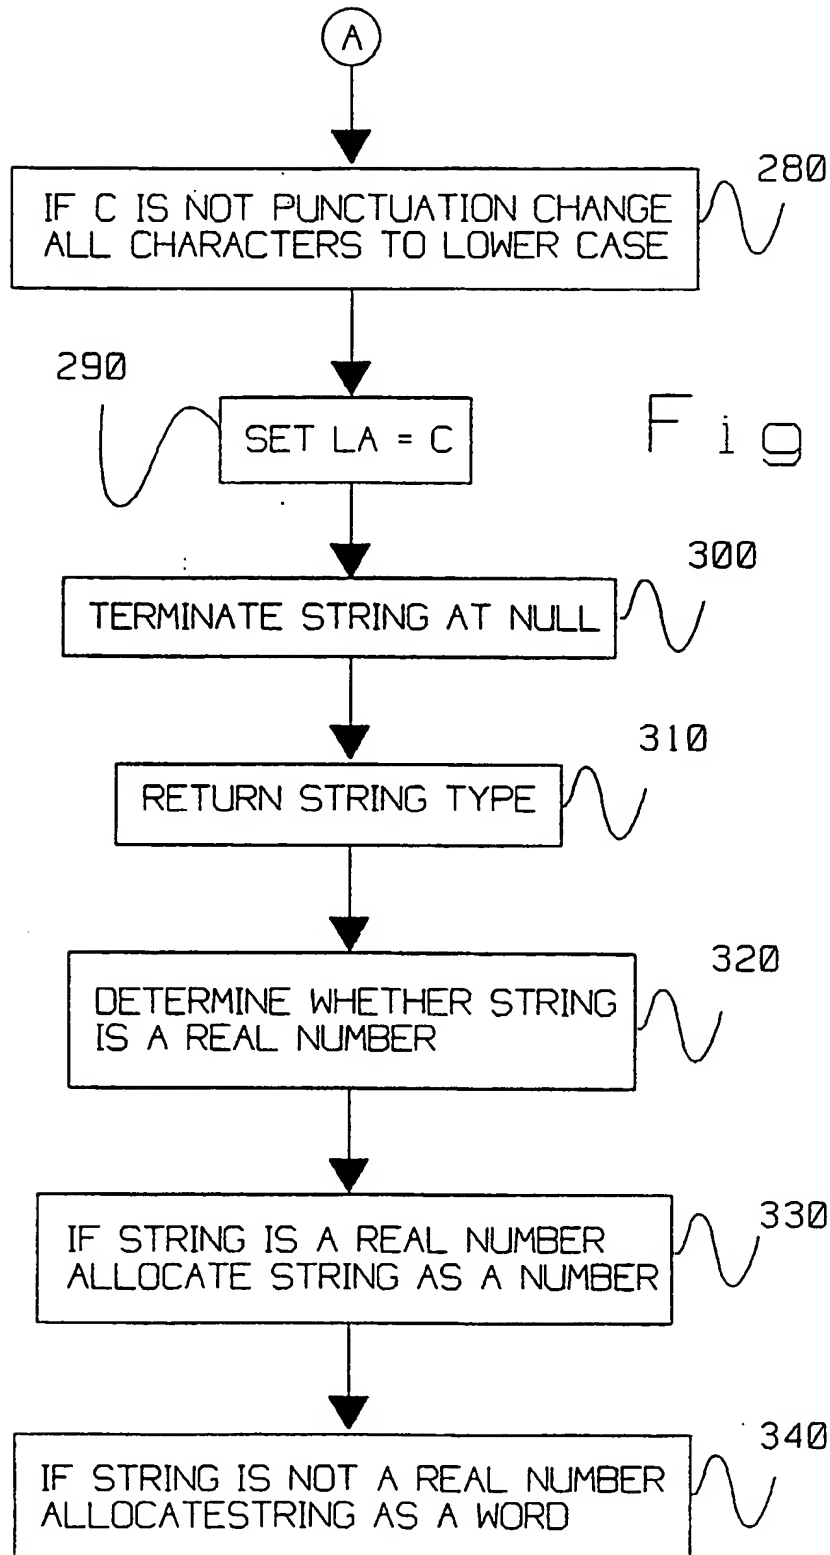 A
280
IF C IS NOT PUNCTUATION CHANGE
ALL CHARACTERS TO LOWER CASE
290
SET LA = C
Fig
300
TERMINATE STRING AT NULL
310
RETURN STRING TYPE
320
DETERMINE WHETHER STRING
IS A REAL NUMBER
330
IF STRING IS A REAL NUMBER
ALLOCATE STRING AS A NUMBER
340
IF STRING IS NOT A REAL NUMBER
ALLOCATESTRING AS A WORD